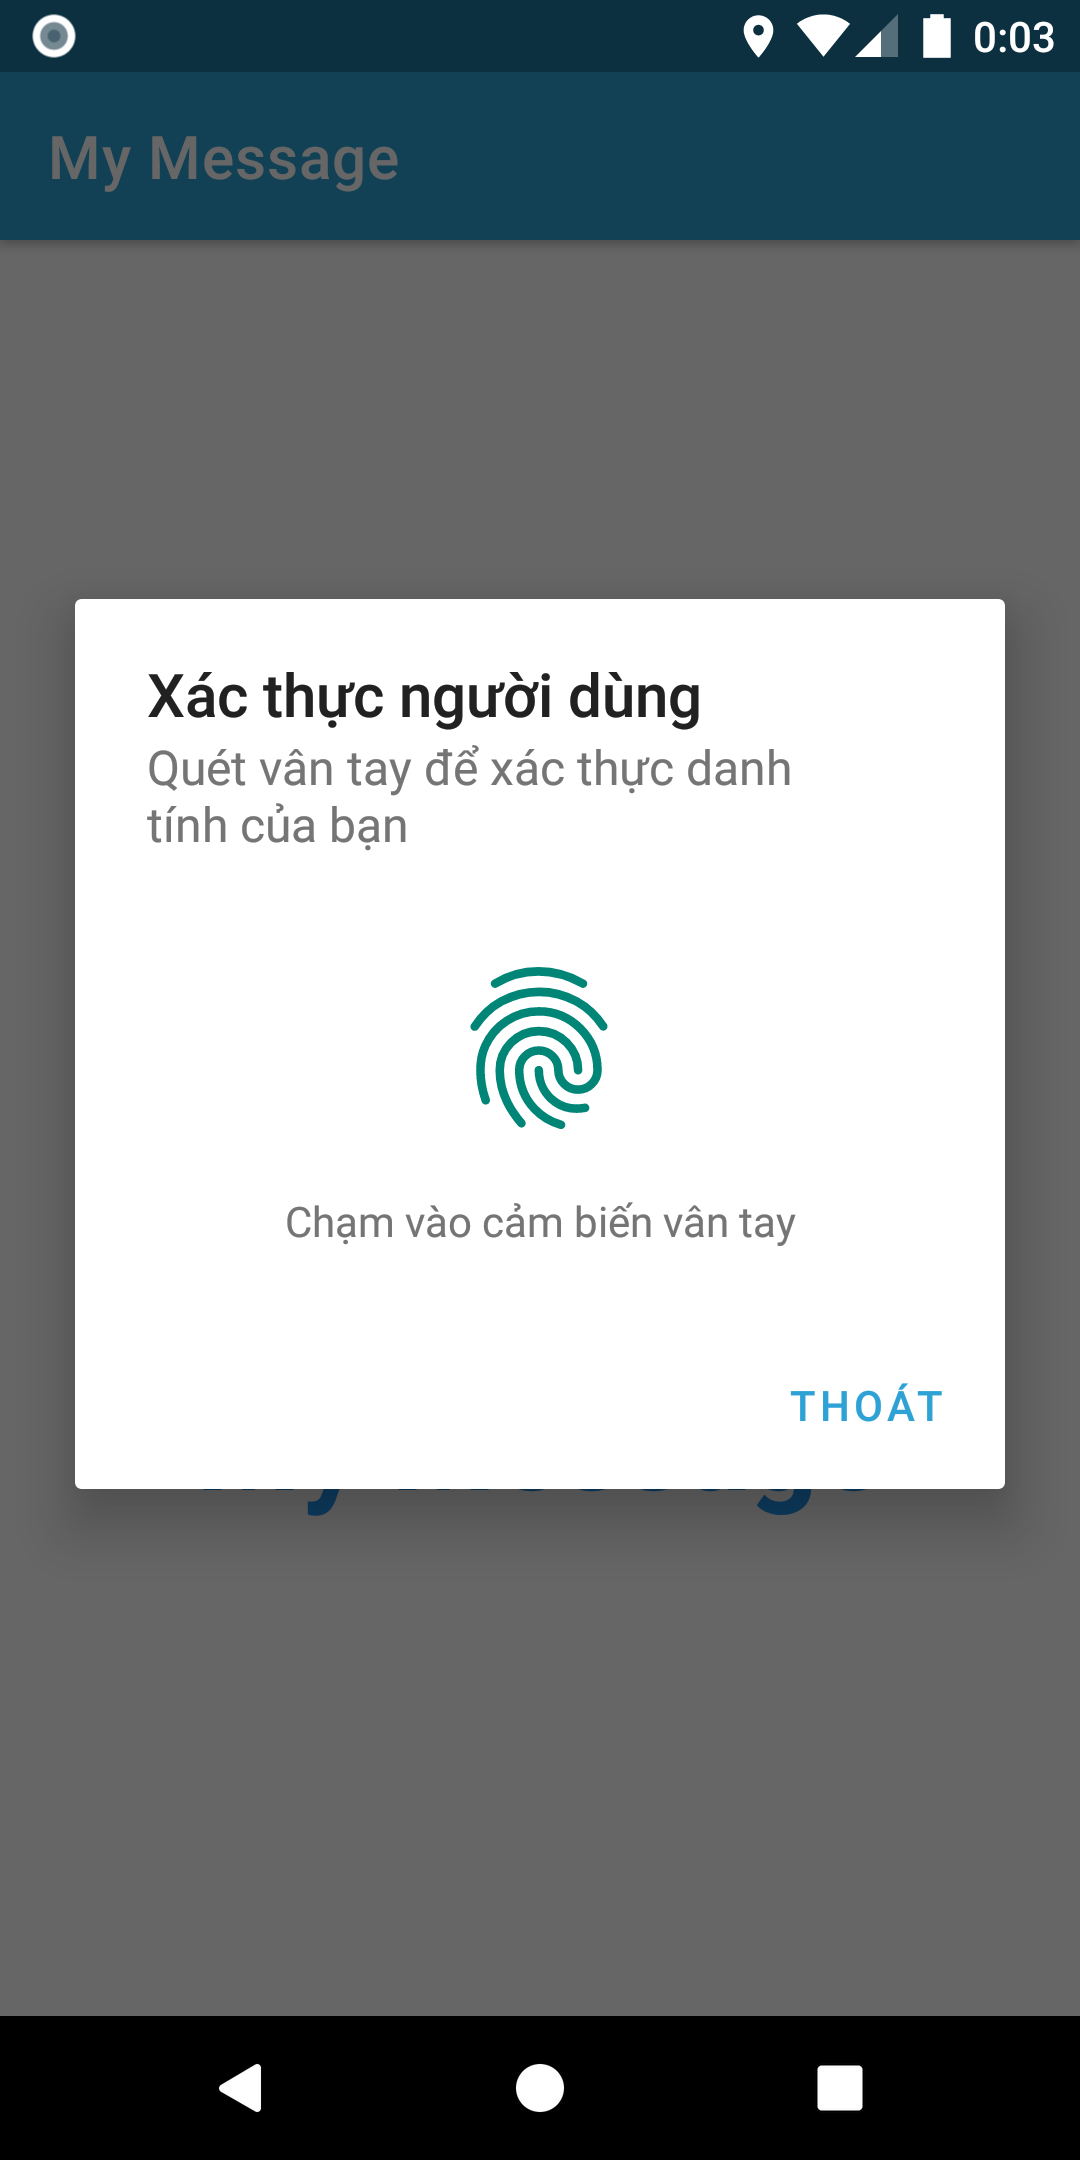 0:03
My Message
Xác thực người dùng
Quét vân tay để xác thực danh
tính của bạn
Chạm vào cảm biến vân tay
THOÁT